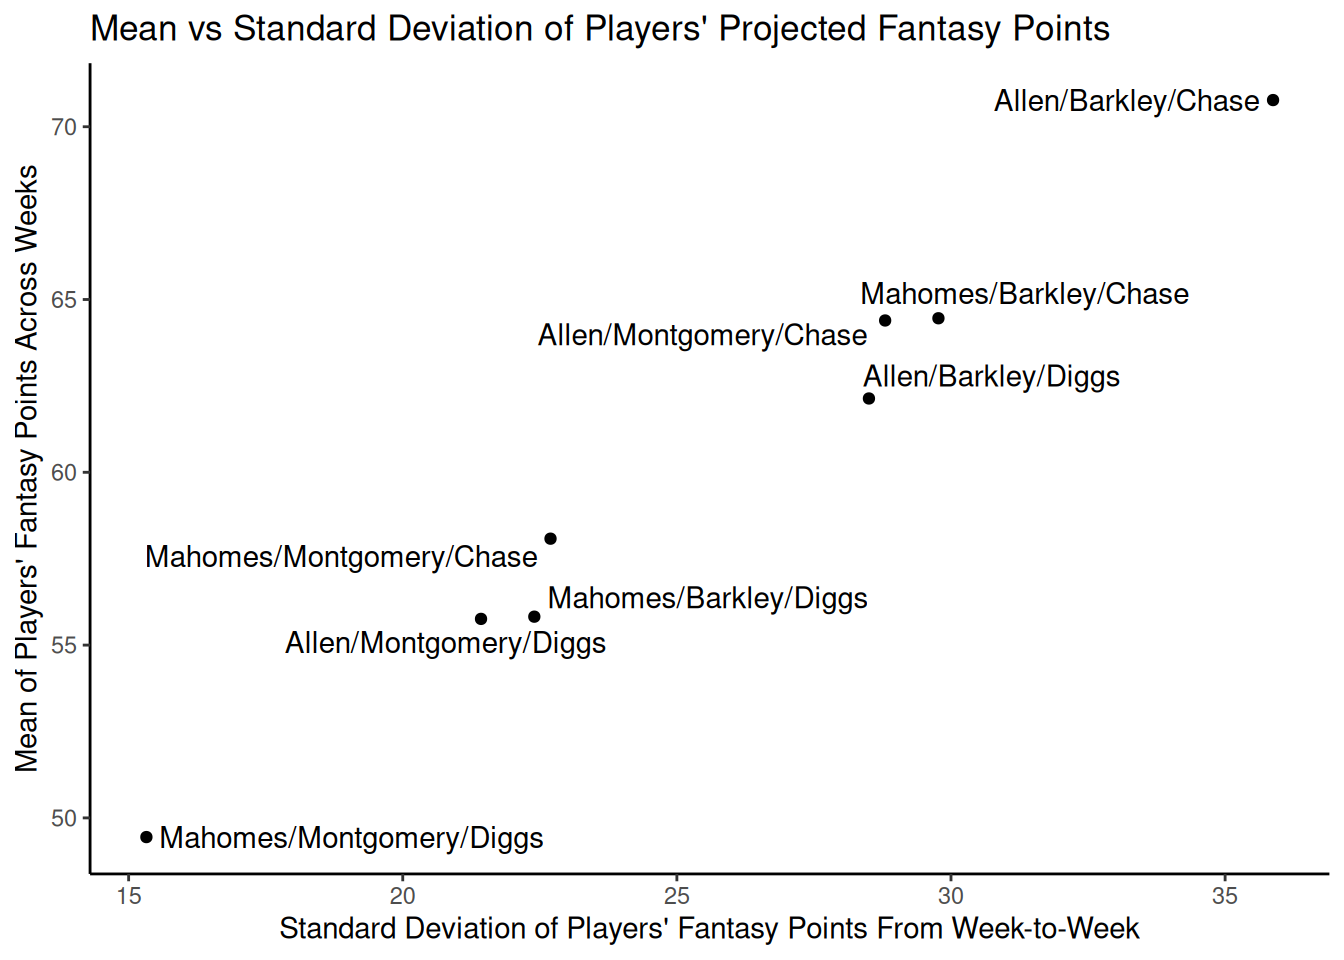 Mean vs Standard Deviation of Players' Projected Fantasy Points
Mean of Players' Fantasy Points Across Weeks
70
65
60
55
50
Allen/Barkley/Chase
Mahomes/Barkley/Chase
Allen/Montgomery/Chase
Allen/Barkley/Diggs
Mahomes/Montgomery/Chase
Mahomes/Barkley/Diggs
Allen/Montgomery/Diggs
Mahomes/Montgomery/Diggs
15 20 25 30 35
Standard Deviation of Players' Fantasy Points From Week-to-Week